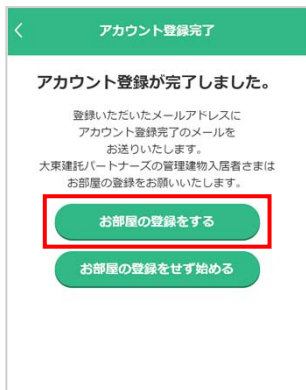 アカウント登録完了
アカウント登録が完了しました。
登録いただいたメールアドレスに
アカウント登録完了のメールを
お送りいたします。
大東建託パートナーズの管理建物入居者さまは
お部屋の登録をお願いいたします。
お部屋の登録をする
お部屋の登録をせず始める